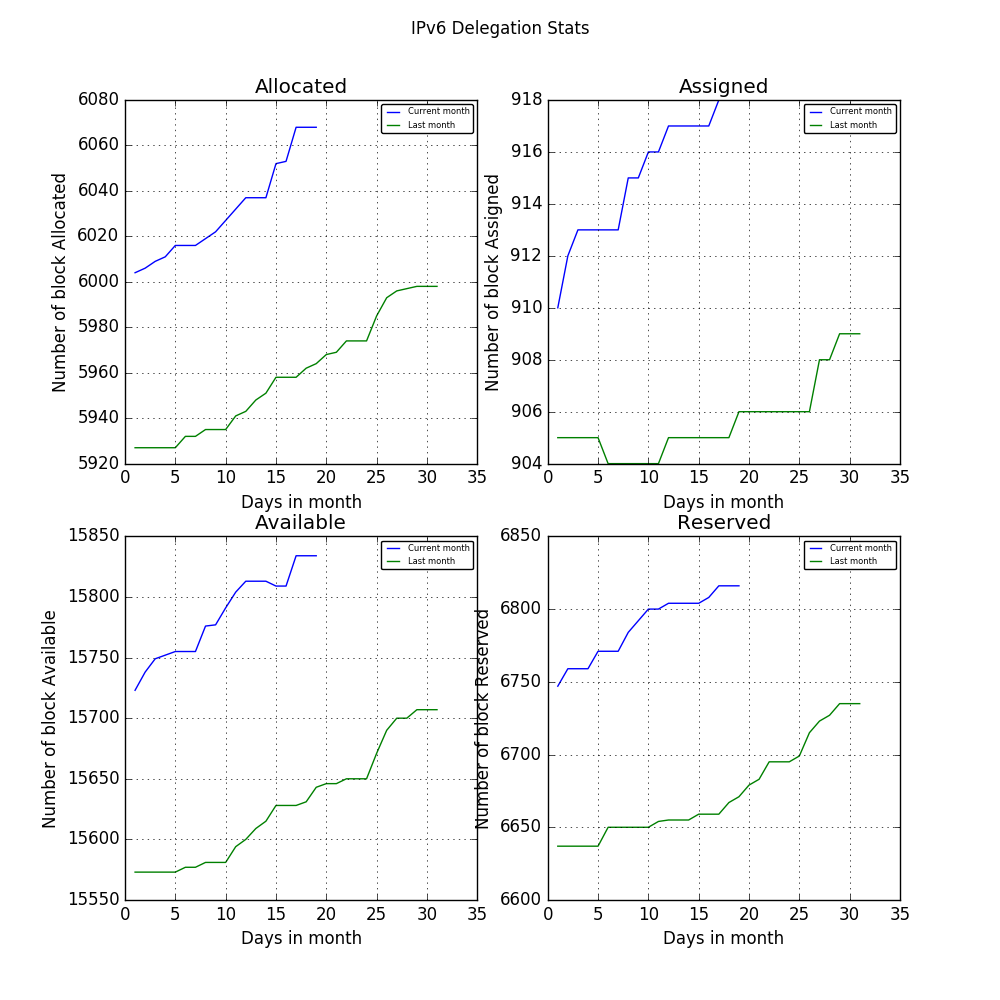 IPv6 Delegation Stats
Allocated
Number of block Allocated
6080
6060
6040
6020
6000
5980
5960
5940
5920
Current month
Last month
0 5 10 15 20 25 30 35
Days in month
Assigned
Number of block Assigned
918
916
914
912
910
908
906
904
Current month
Last month
0 5 10 15 20 25 30 35
Days in month
Available
Number of block Available
15850
15800
15750
15700
15650
15600
15550
Current month
Last month
0 5 10 15 20 25 30 35
Days in month
Reserved
Number of block Reserved
6850
6800
6750
6700
6650
6600
Current month
Last month
0 5 10 15 20 25 30 35
Days in month